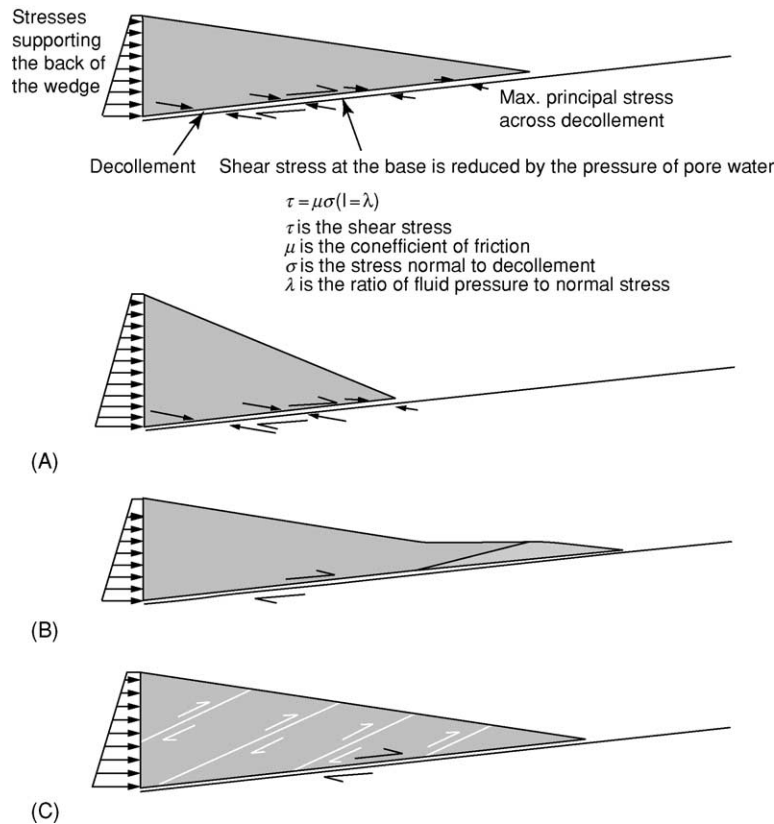 Stresses
supporting
the back of
the wedge
Max. principal stress
across decollement
Decollement
Shear stress at the base is reduced by the pressure of pore water
τ = μσ(l=λ)
τ is the shear stress
μ is the conefficient of friction
σ is the stress normal to decollement
λ is the ratio of fluid pressure to normal stress
(A)
(B)
(C)